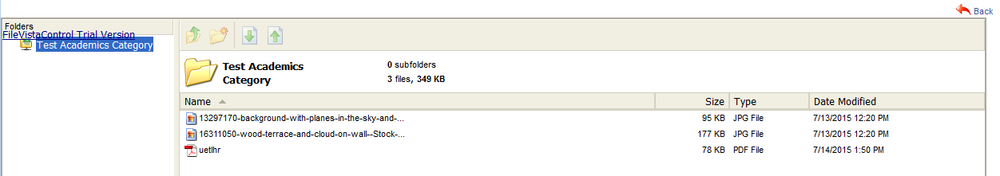 Back
Folders
FileVistaControl Trial Version
Test Academics Category
Test Academics
Category
0 subfolders
3 files, 349 KB
Name Size Type Date Modified
13297170-background-with-planes-in-the-sky-and-... 95 KB JPG File 7/13/2015 12:20 PM
16311050-wood-terrace-and-cloud-on-wall--Stock-... 177 KB JPG File 7/13/2015 12:20 PM
uetlhr 78 KB PDF File 7/14/2015 1:50 PM